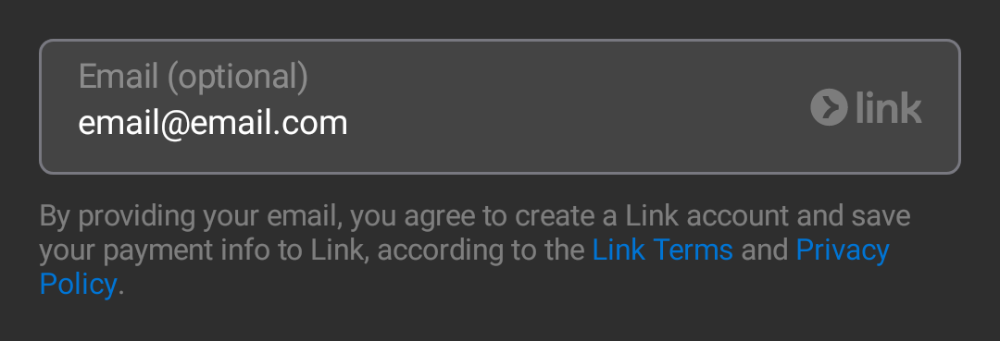 Email (optional)
email@email.com
link
By providing your email, you agree to create a Link account and save
your payment info to Link, according to the Link Terms and Privacy
Policy.